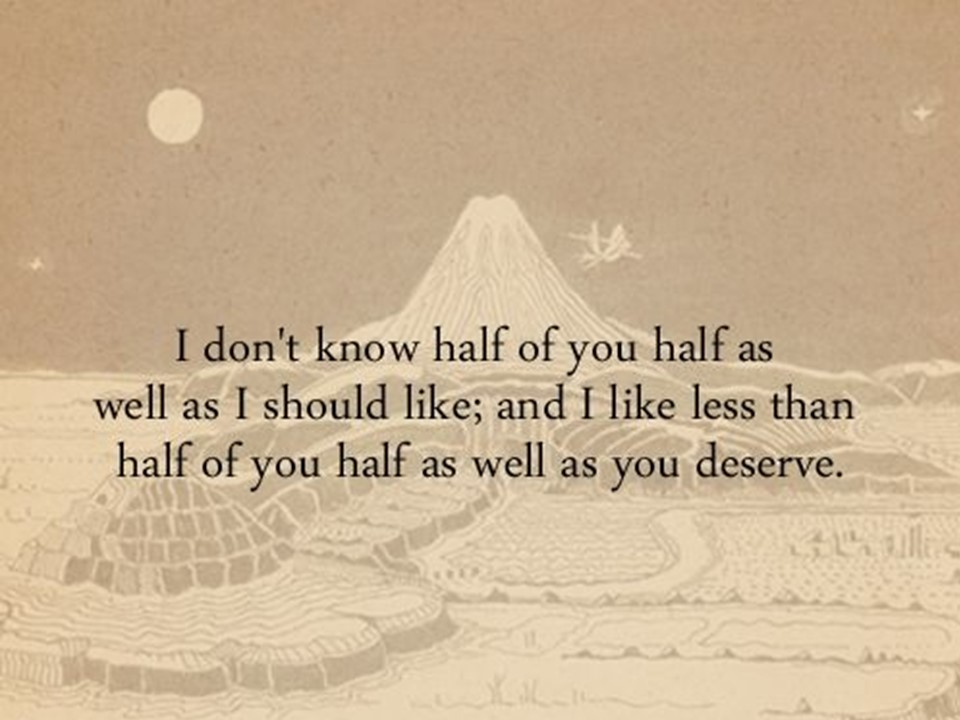 I don't know half of you half as
well as I should like; and I like less than
half of you half as well as you deserve.